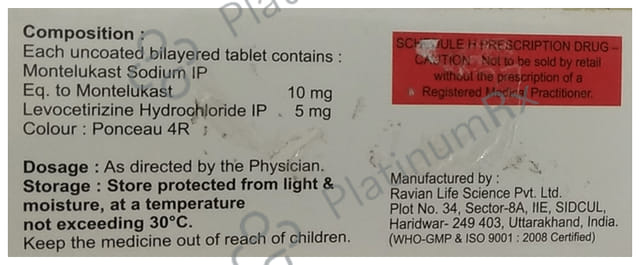 Composition :
Each uncoated bilayered tablet contains :
Montelukast Sodium IP
Eq. to Montelukast 10 mg
Levocetirizine Hydrochloride IP 5 mg
Colour : Ponceau 4R
Dosage : As directed by the Physician.
Storage : Store protected from light &
moisture, at a temperature
not exceeding 30°C.
Keep the medicine out of reach of children.
SCHEDULE H PRESCRIPTION DRUG –
CAUTION : Not to be sold by retail
without the prescription of a
Registered Medical Practitioner.
Manufactured by :
Ravian Life Science Pvt. Ltd.
Plot No. 34, Sector-8A, IIE, SIDCUL,
Haridwar- 249 403, Uttarakhand, India.
(WHO-GMP & ISO 9001 : 2008 Certified)
PlatinumRx